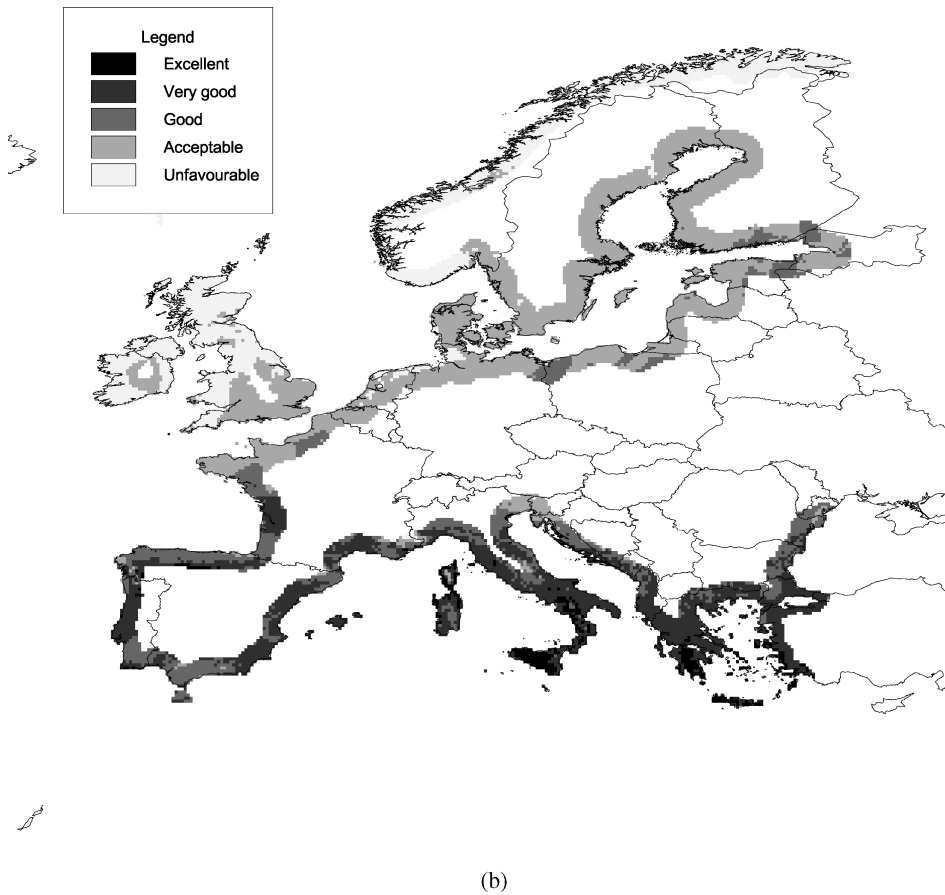 Legend
Excellent
Very good
Good
Acceptable
Unfavourable
(b)